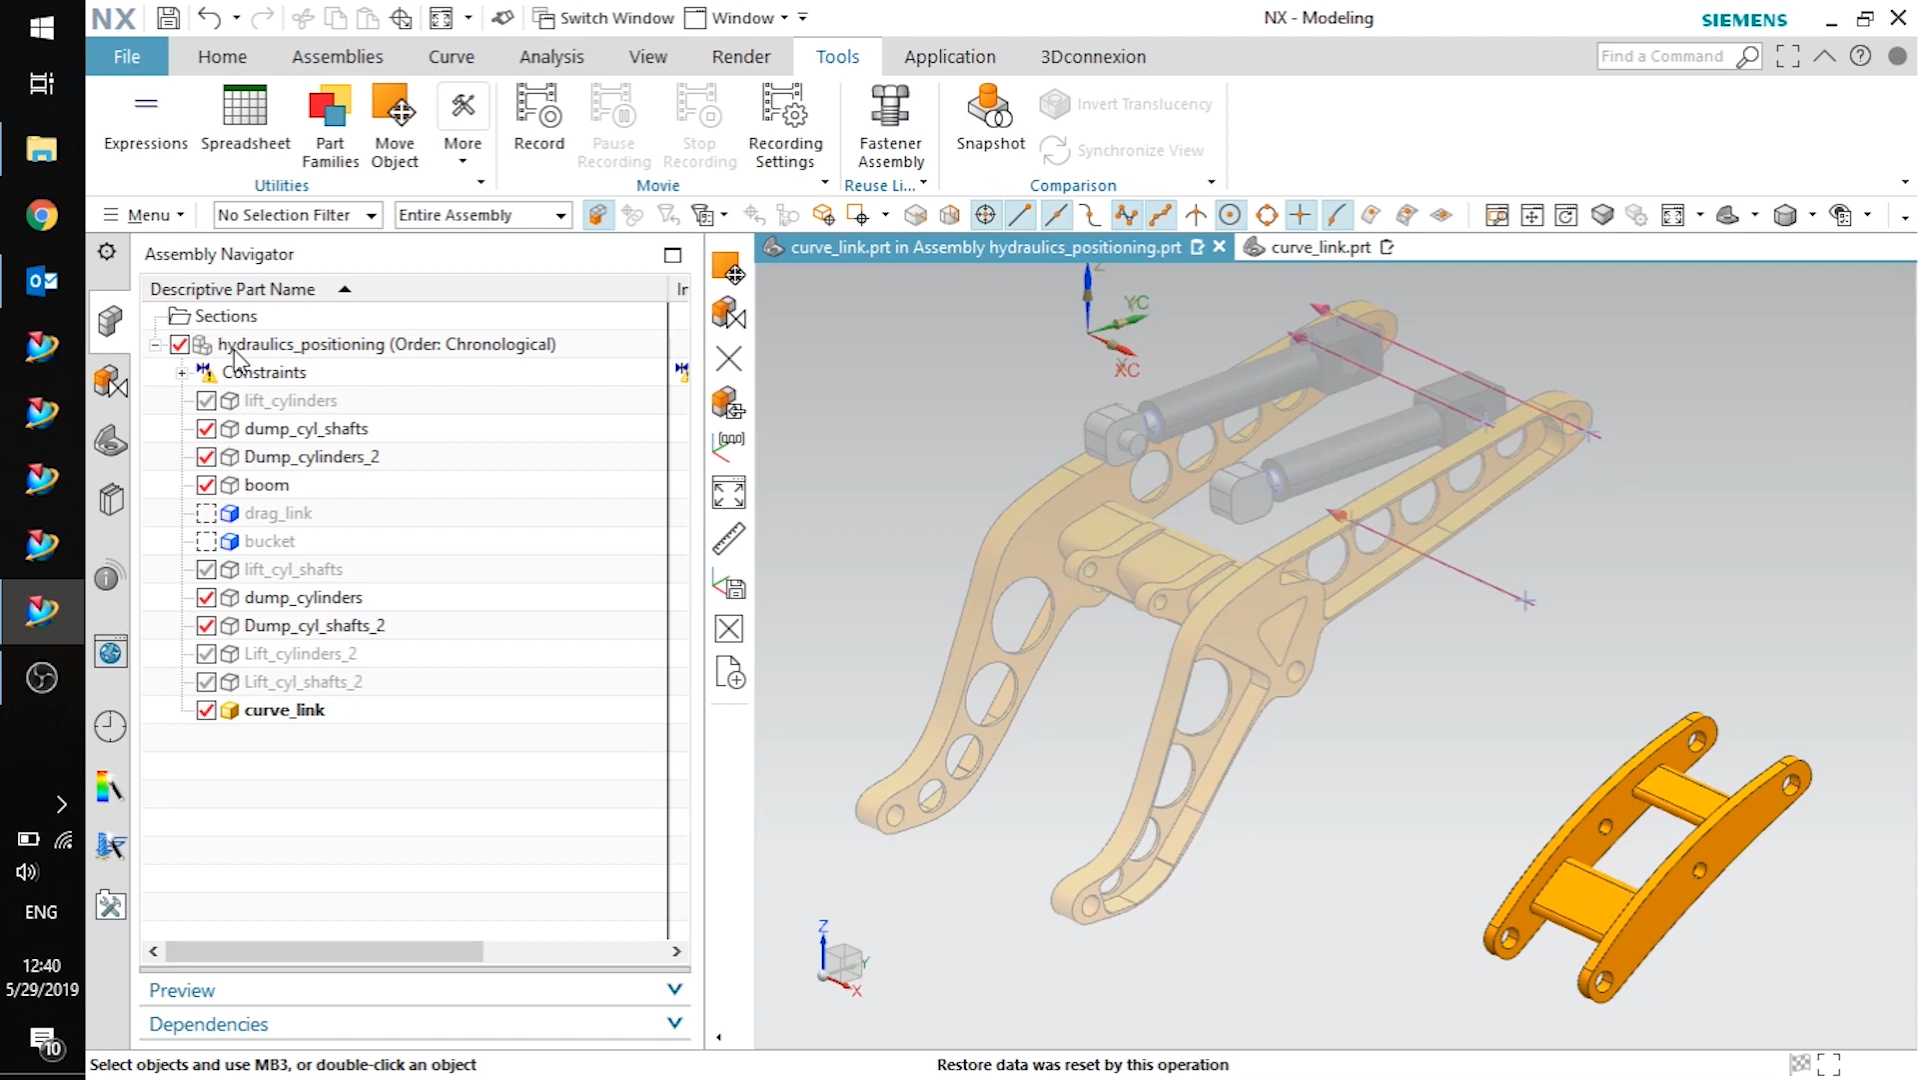 NX
Switch Window
Window
NX - Modeling
SIEMENS
File
Home
Assemblies
Curve
Analysis
View
Render
Tools
Application
3Dconnexion
Find a Command
Expressions
Spreadsheet
Part Families
Move Object
More
Record
Pause Recording
Stop Recording
Recording Settings
Fastener Assembly
Snapshot
Invert Translucency
Synchronize View
Utilities
Movie
Reuse Li...
Comparison
Menu
No Selection Filter
Entire Assembly
Assembly Navigator
curve_link.prt in Assembly hydraulics_positioning.prt
curve_link.prt
Descriptive Part Name
Ir
Sections
hydraulics_positioning (Order: Chronological)
Constraints
lift_cylinders
dump_cyl_shafts
Dump_cylinders_2
boom
drag_link
bucket
lift_cyl_shafts
dump_cylinders
Dump_cyl_shafts_2
Lift_cylinders_2
Lift_cyl_shafts_2
curve_link
Z
YC
XC
Z
Y
X
Preview
Dependencies
ENG
12:40
5/29/2019
10
Select objects and use MB3, or double-click an object
Restore data was reset by this operation